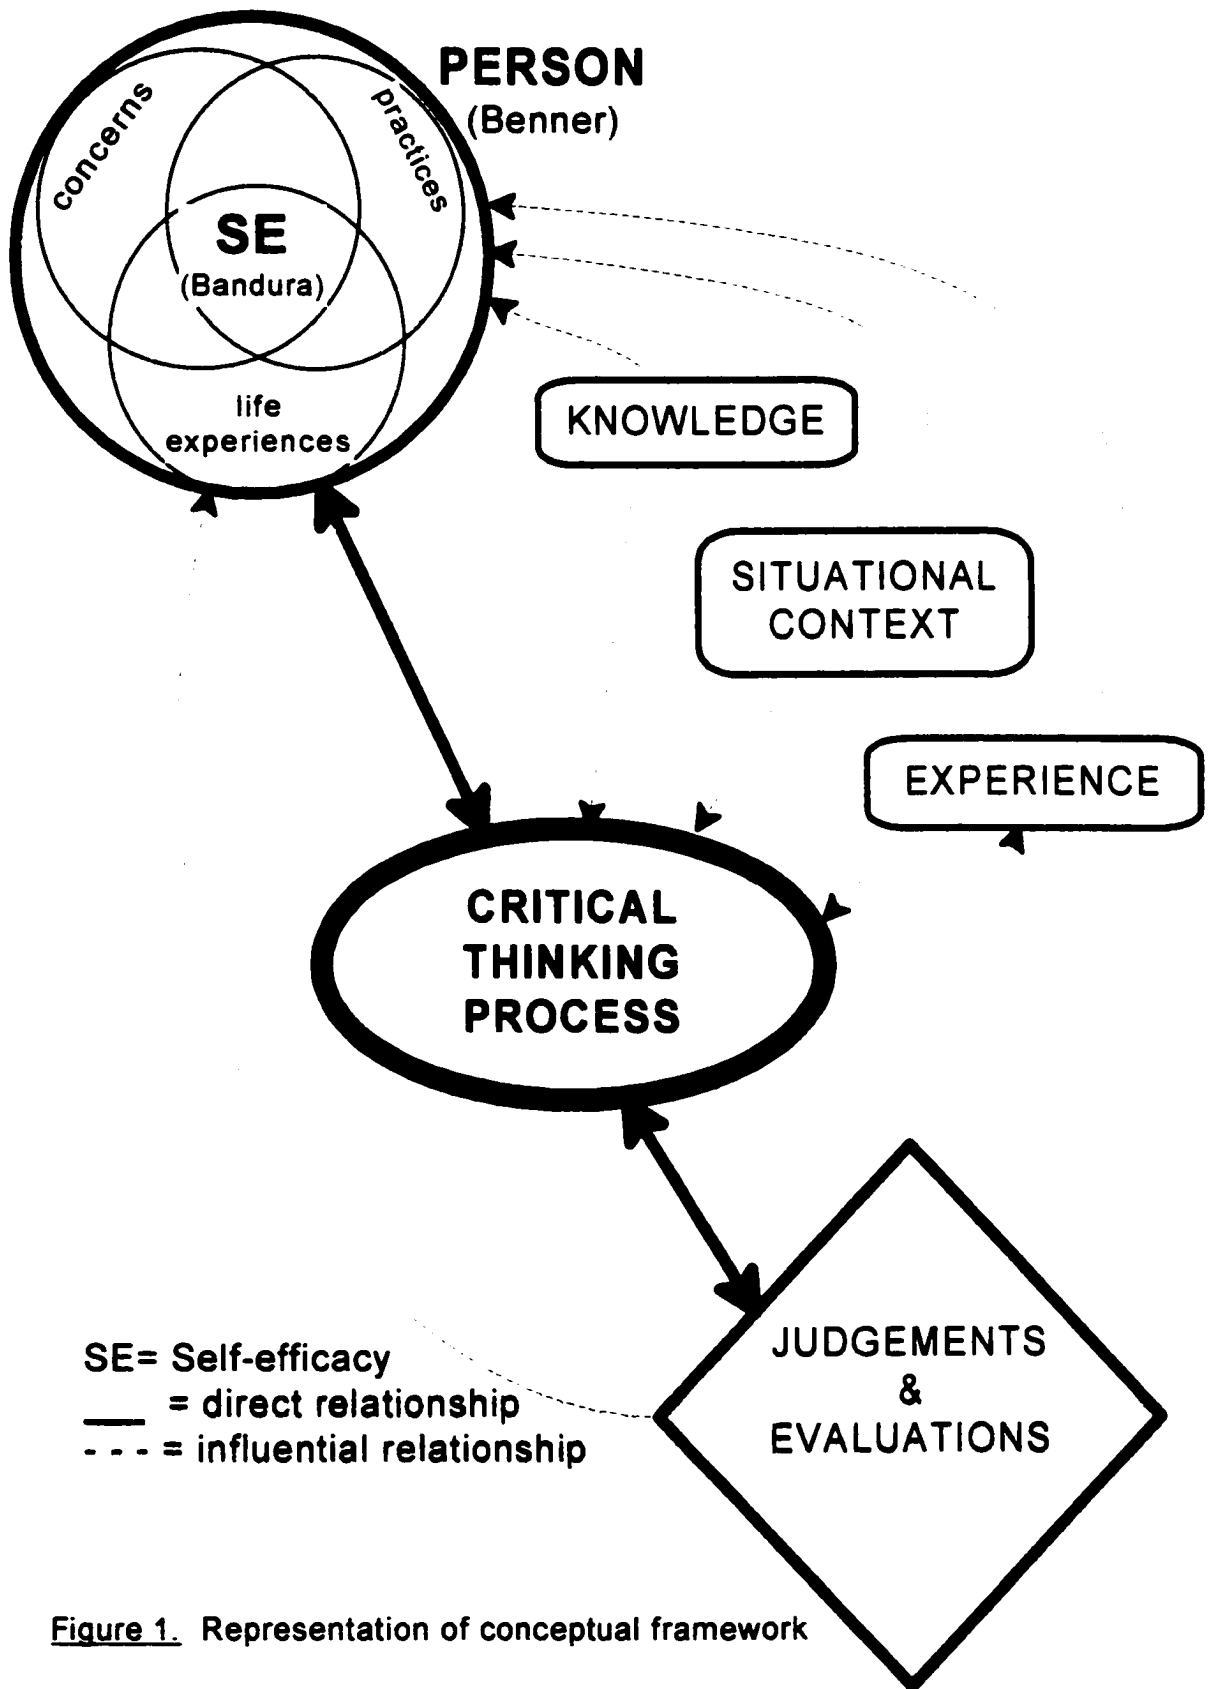 PERSON
(Benner)
concerns
practices
SE
(Bandura)
life
experiences
KNOWLEDGE
SITUATIONAL
CONTEXT
EXPERIENCE
CRITICAL
THINKING
PROCESS
JUDGEMENTS
&
EVALUATIONS
SE= Self-efficacy
___ = direct relationship
- - - = influential relationship
Figure 1. Representation of conceptual framework